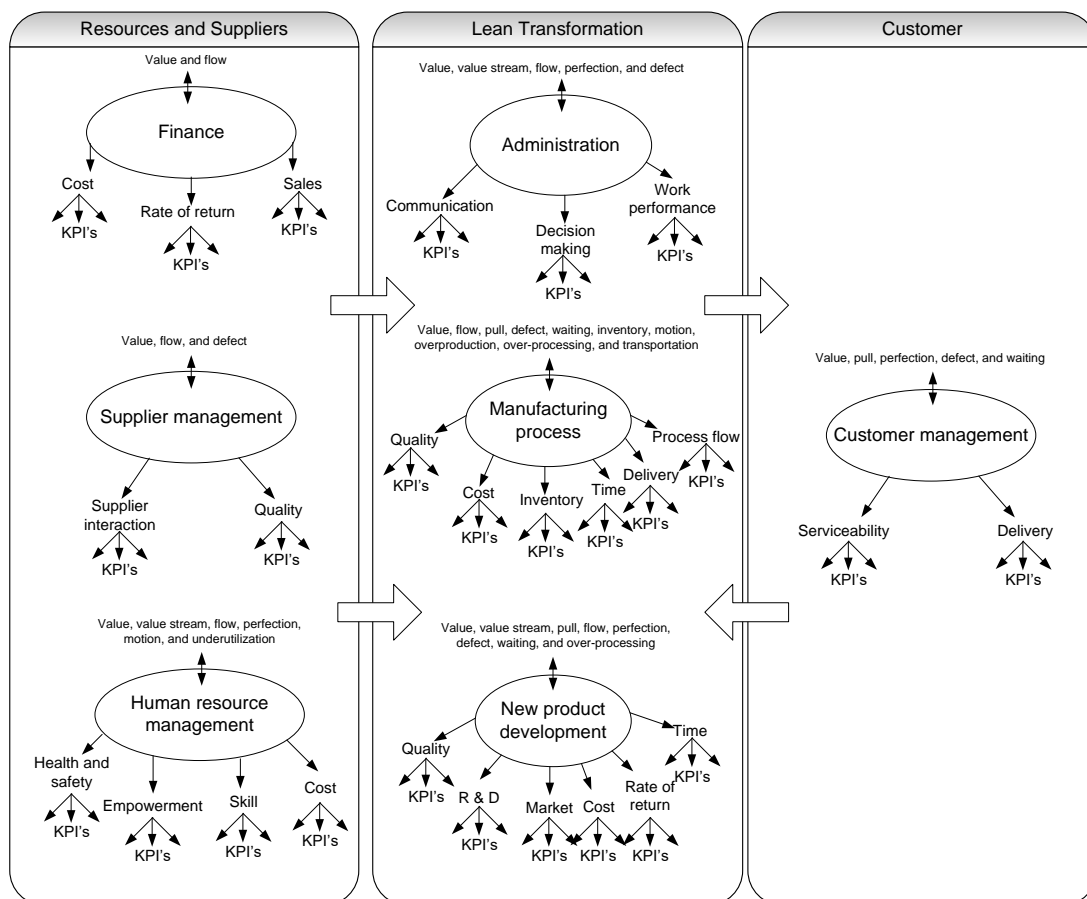 Resources and Suppliers
Value and flow
Finance
Cost
KPI's
Rate of return
KPI's
Sales
KPI's
Value, flow, and defect
Supplier management
Supplier
interaction
KPI's
Quality
KPI's
Value, value stream, flow, perfection,
motion, and underutilization
Human resource
management
Health and
safety
KPI's
Empowerment
KPI's
Skill
KPI's
Cost
KPI's
Lean Transformation
Value, value stream, flow, perfection, and defect
Administration
Communication
KPI's
Decision
making
KPI's
Work
performance
KPI's
Value, flow, pull, defect, waiting, inventory, motion,
overproduction, over-processing, and transportation
Manufacturing
process
Quality
KPI's
Cost
KPI's
Inventory
KPI's
Time
KPI's
Delivery
KPI's
Process flow
KPI's
Value, value stream, pull, flow, perfection,
defect, waiting, and over-processing
New product
development
Quality
KPI's
R & D
KPI's
Market
KPI's
Cost
KPI's
Rate of
return
KPI's
Time
KPI's
Customer
Value, pull, perfection, defect, and waiting
Customer management
Serviceability
KPI's
Delivery
KPI's